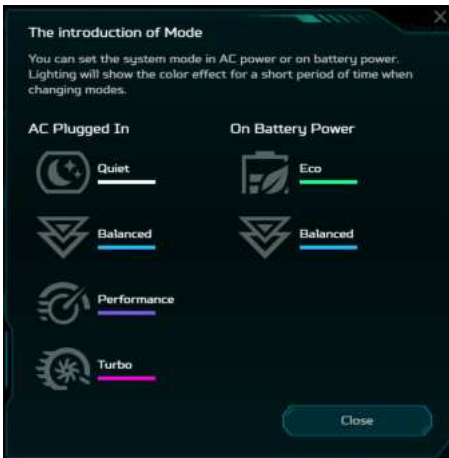 The introduction of Mode
You can set the system mode in AC power or on battery power.
Lighting will show the color effect for a short period of time when
changing modes.
AC Plugged In
On Battery Power
Quiet
Eco
Balanced
Balanced
Performance
Turbo
Close